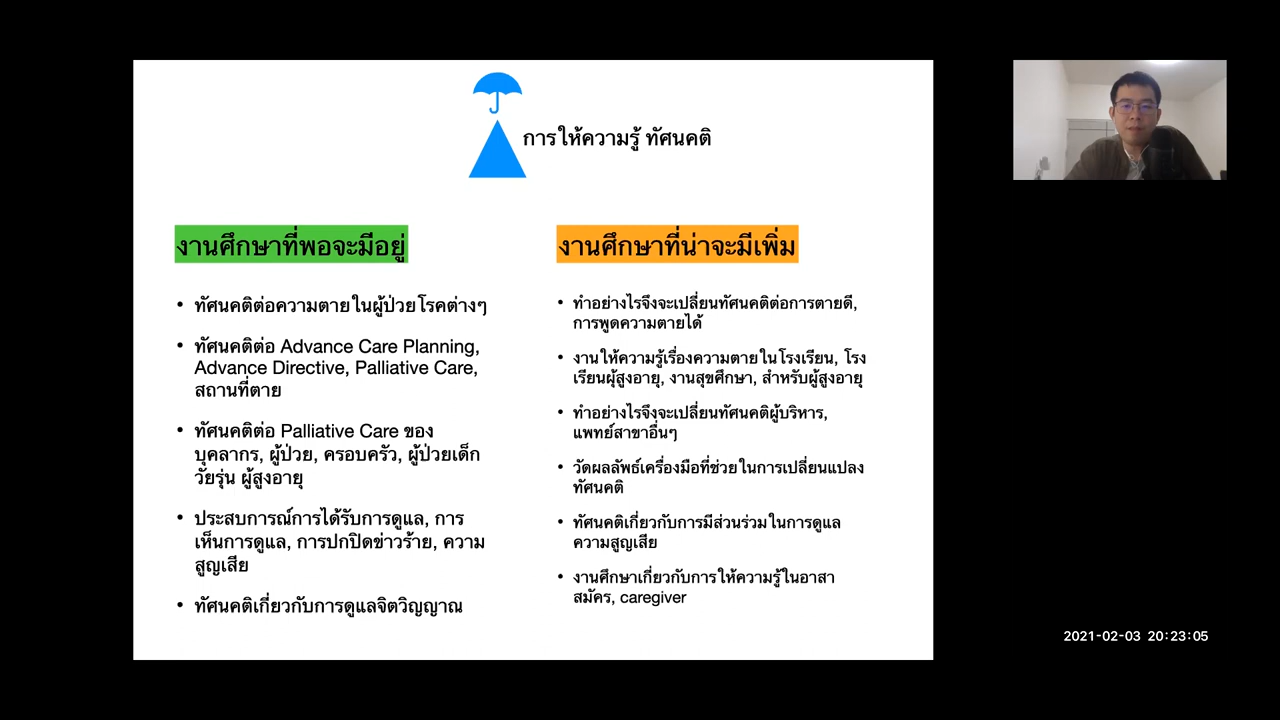 การให้ความรู้ ทัศนคติ
งานศึกษาที่พอจะมีอยู่
• ทัศนคติต่อความตายในผู้ป่วยโรคต่างๆ
• ทัศนคติต่อ Advance Care Planning,
Advance Directive, Palliative Care,
สถานที่ตาย
• ทัศนคติต่อ Palliative Care ของ
บุคลากร, ผู้ป่วย, ครอบครัว, ผู้ป่วยเด็ก
วัยรุ่น ผู้สูงอายุ
• ประสบการณ์การได้รับการดูแล, การ
เห็นการดูแล, การปกปิดข่าวร้าย, ความ
สูญเสีย
• ทัศนคติเกี่ยวกับการดูแลจิตวิญญาณ
งานศึกษาที่น่าจะมีเพิ่ม
• ทำอย่างไรจึงจะเปลี่ยนทัศนคติต่อการตายดี,
การพูดความตายได้
• งานให้ความรู้เรื่องความตายในโรงเรียน, โรง
เรียนผุ้สูงอายุ, งานสุขศึกษา, สำหรับผู้สูงอายุ
• ทำอย่างไรจึงจะเปลี่ยนทัศนคติผู้บริหาร,
แพทย์สาขาอื่นๆ
• วัดผลลัพธ์เครื่องมือที่ช่วยในการเปลี่ยนแปลง
ทัศนคติ
• ทัศนคติเกี่ยวกับการมีส่วนร่วมในการดูแล
ความสูญเสีย
• งานศึกษาเกี่ยวกับการให้ความรู้ในอาสา
สมัคร, caregiver
2021-02-03 20:23:05